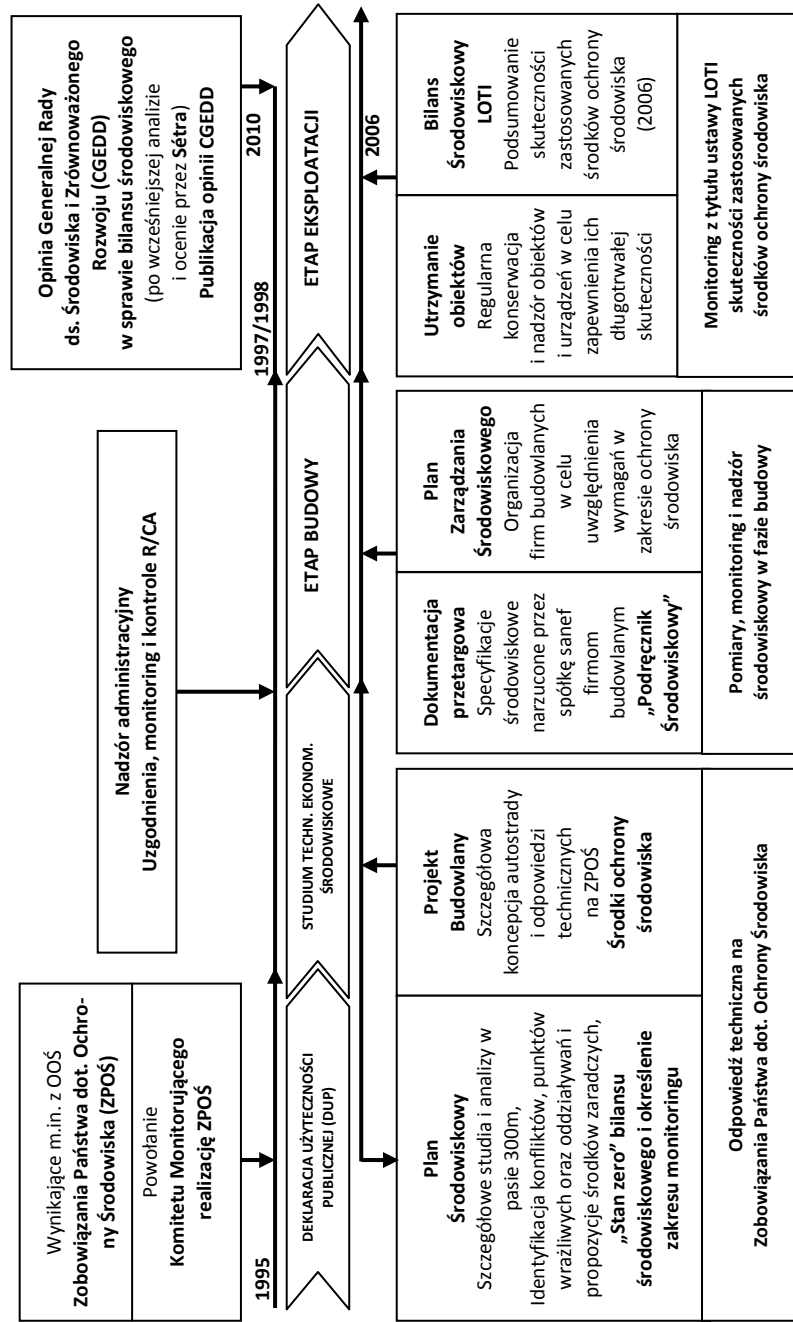 Wynikające m.in. z OOŚ
Zobowiązania Państwa dot. Ochro-
ny Środowiska (ZPOŚ)
Powołanie
Komitetu Monitorującego
realizację ZPOŚ
Nadzór administracyjny
Uzgodnienia, monitoring i kontrole R/CA
Opinia Generalnej Rady
ds. Środowiska i Zrównoważonego
Rozwoju (CGEDD)
w sprawie bilansu środowiskowego
(po wcześniejszej analizie
i ocenie przez Sétra)
Publikacja opinii CGEDD
1995
1997/1998
2010
DEKLARACJA UŻYTECZNOŚCI
PUBLICZNEJ (DUP)
STUDIUM TECHN. EKONOM.
ŚRODOWISKOWE
ETAP BUDOWY
ETAP EKSPLOATACJI
2006
Plan
Środowiskowy
Szczegółowe studia i analizy w
pasie 300m,
Identyfikacja konfliktów, punktów
wrażliwych oraz oddziaływań i
propozycje środków zaradczych,
„Stan zero” bilansu
środowiskowego i określenie
zakresu monitoringu
Projekt
Budowlany
Szczegółowa
koncepcja autostrady
i odpowiedzi
technicznych
na ZPOŚ
Środki ochrony
środowiska
Odpowiedź techniczna na
Zobowiązania Państwa dot. Ochrony Środowiska
Dokumentacja
przetargowa
Specyfikacje
środowiskowe
narzucone przez
spółkę sanef
firmom
budowlanym
„Podręcznik
Środowiskowy”
Plan
Zarządzania
Środowiskowego
Organizacja
firm budowlanych
w celu
uwzględnienia
wymagań w
zakresie ochrony
środowiska
Pomiary, monitoring i nadzór
środowiskowy w fazie budowy
Utrzymanie
obiektów
Regularna
konserwacja
i nadzór obiektów
i urządzeń w celu
zapewnienia ich
długotrwałej
skuteczności
Bilans
Środowiskowy
LOTI
Podsumowanie
skuteczności
zastosowanych
środków ochrony
środowiska
(2006)
Monitoring z tytułu ustawy LOTI
skuteczności zastosowanych
środków ochrony środowiska